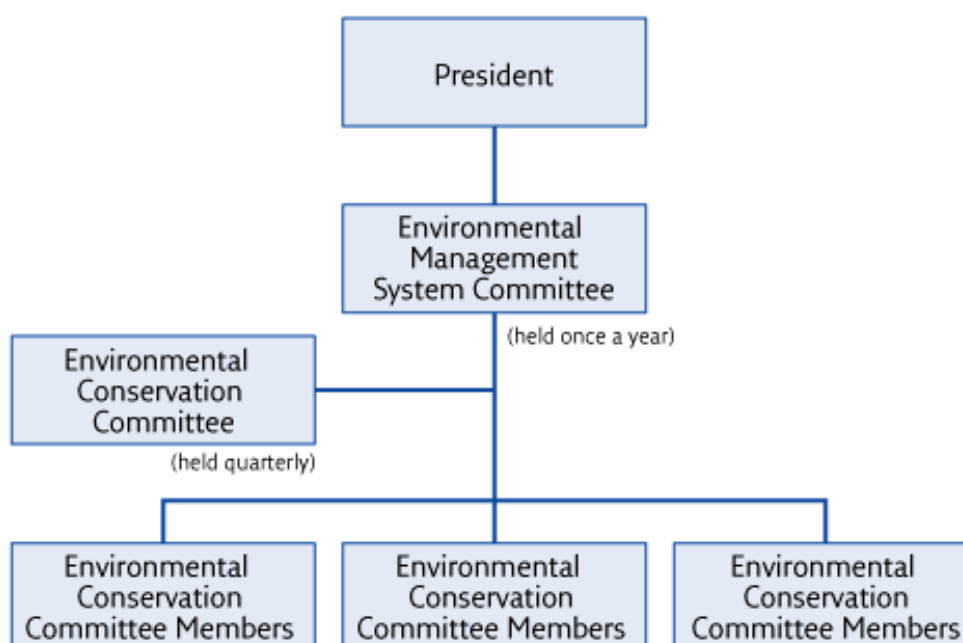 President
Environmental
Management
System Committee
(held once a year)
Environmental
Conservation
Committee
(held quarterly)
Environmental
Conservation
Committee Members
Environmental
Conservation
Committee Members
Environmental
Conservation
Committee Members